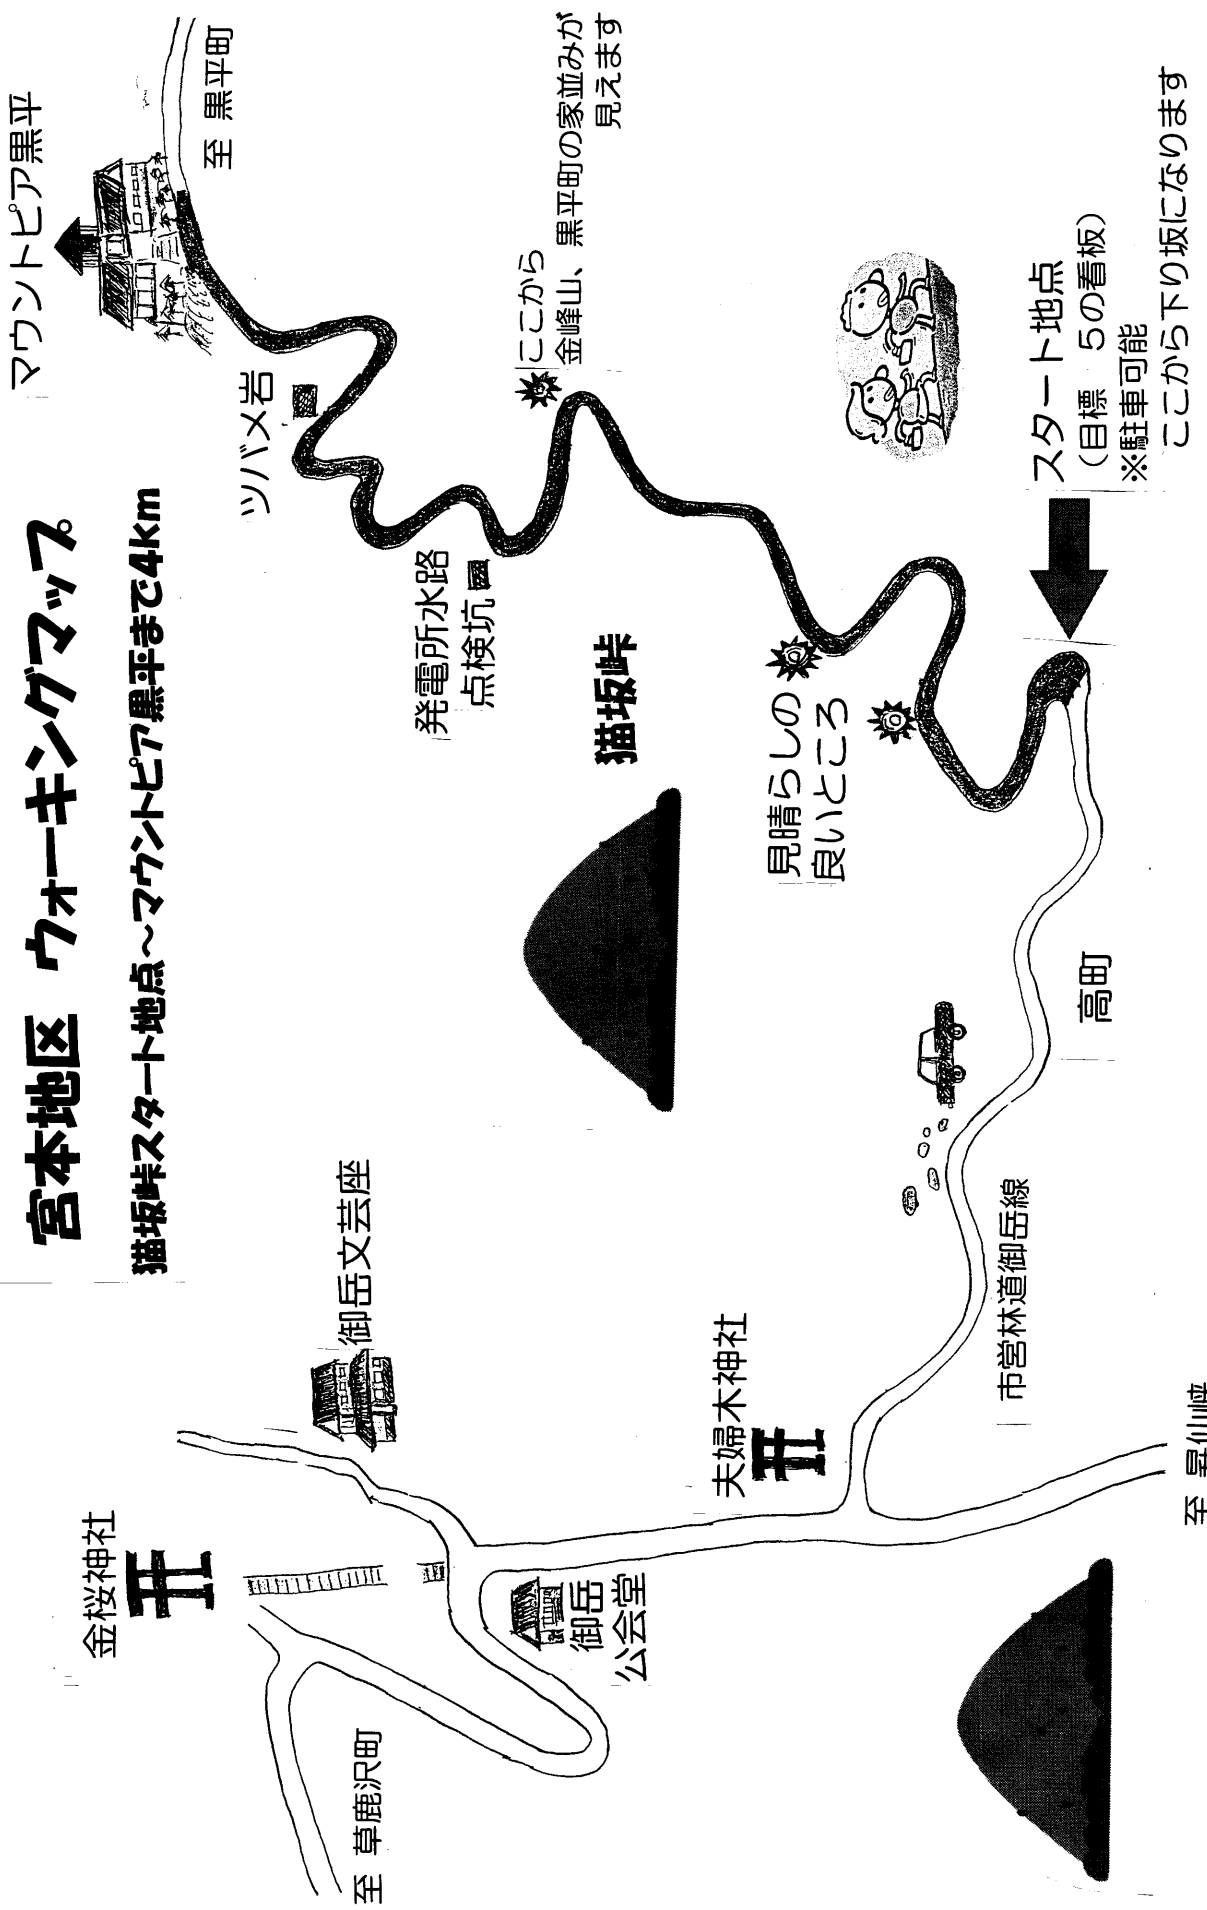 宮本地区 ウォーキングマップ
猫坂峠スタート地点～マウントピア黒平まで4Km
マウントピア黒平
至 黒平町
ツバメ岩
ここから
金峰山、黒平町の家並みが
見えます
発電所水路
点検坑
猫坂峠
見晴らしの
良いところ
スタート地点
（目標 5の看板）
※駐車可能
ここから下り坂になります
高町
市営林道御岳線
夫婦木神社
御岳文芸座
金桜神社
御岳
公会堂
至 草鹿沢町
至 昇仙峡